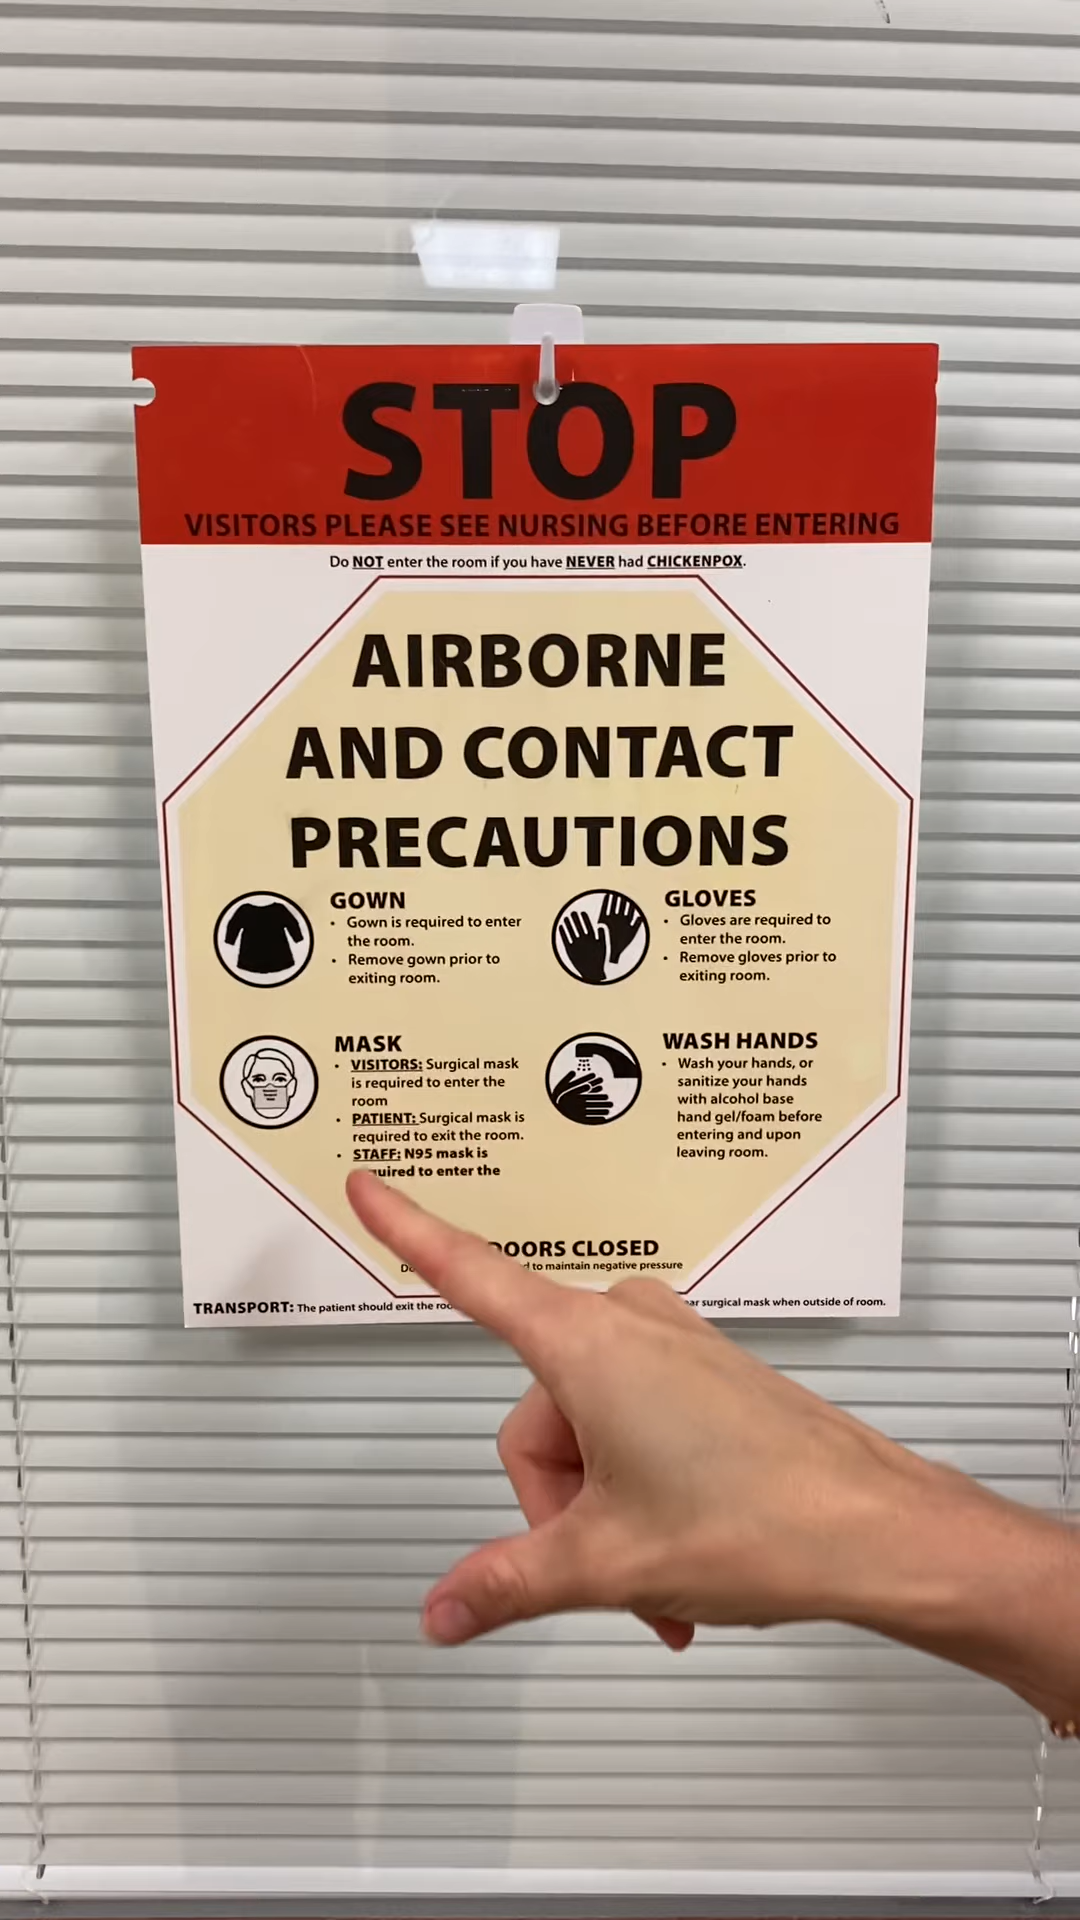 STOP
VISITORS PLEASE SEE NURSING BEFORE ENTERING
Do NOT enter the room if you have NEVER had CHICKENPOX.
AIRBORNE
AND CONTACT
PRECAUTIONS
GOWN
• Gown is required to enter
the room.
• Remove gown prior to
exiting room.
GLOVES
• Gloves are required to
enter the room.
• Remove gloves prior to
exiting room.
MASK
• VISITORS: Surgical mask
is required to enter the
room
• PATIENT: Surgical mask is
required to exit the room.
• STAFF: N95 mask is
to enter the
WASH HANDS
• Wash your hands, or
sanitize your hands
with alcohol base
hand gel/foam before
entering and upon
leaving room.
DOORS CLOSED
to maintain negative pressure
TRANSPORT: The patient should exit the
surgical mask when outside of room.